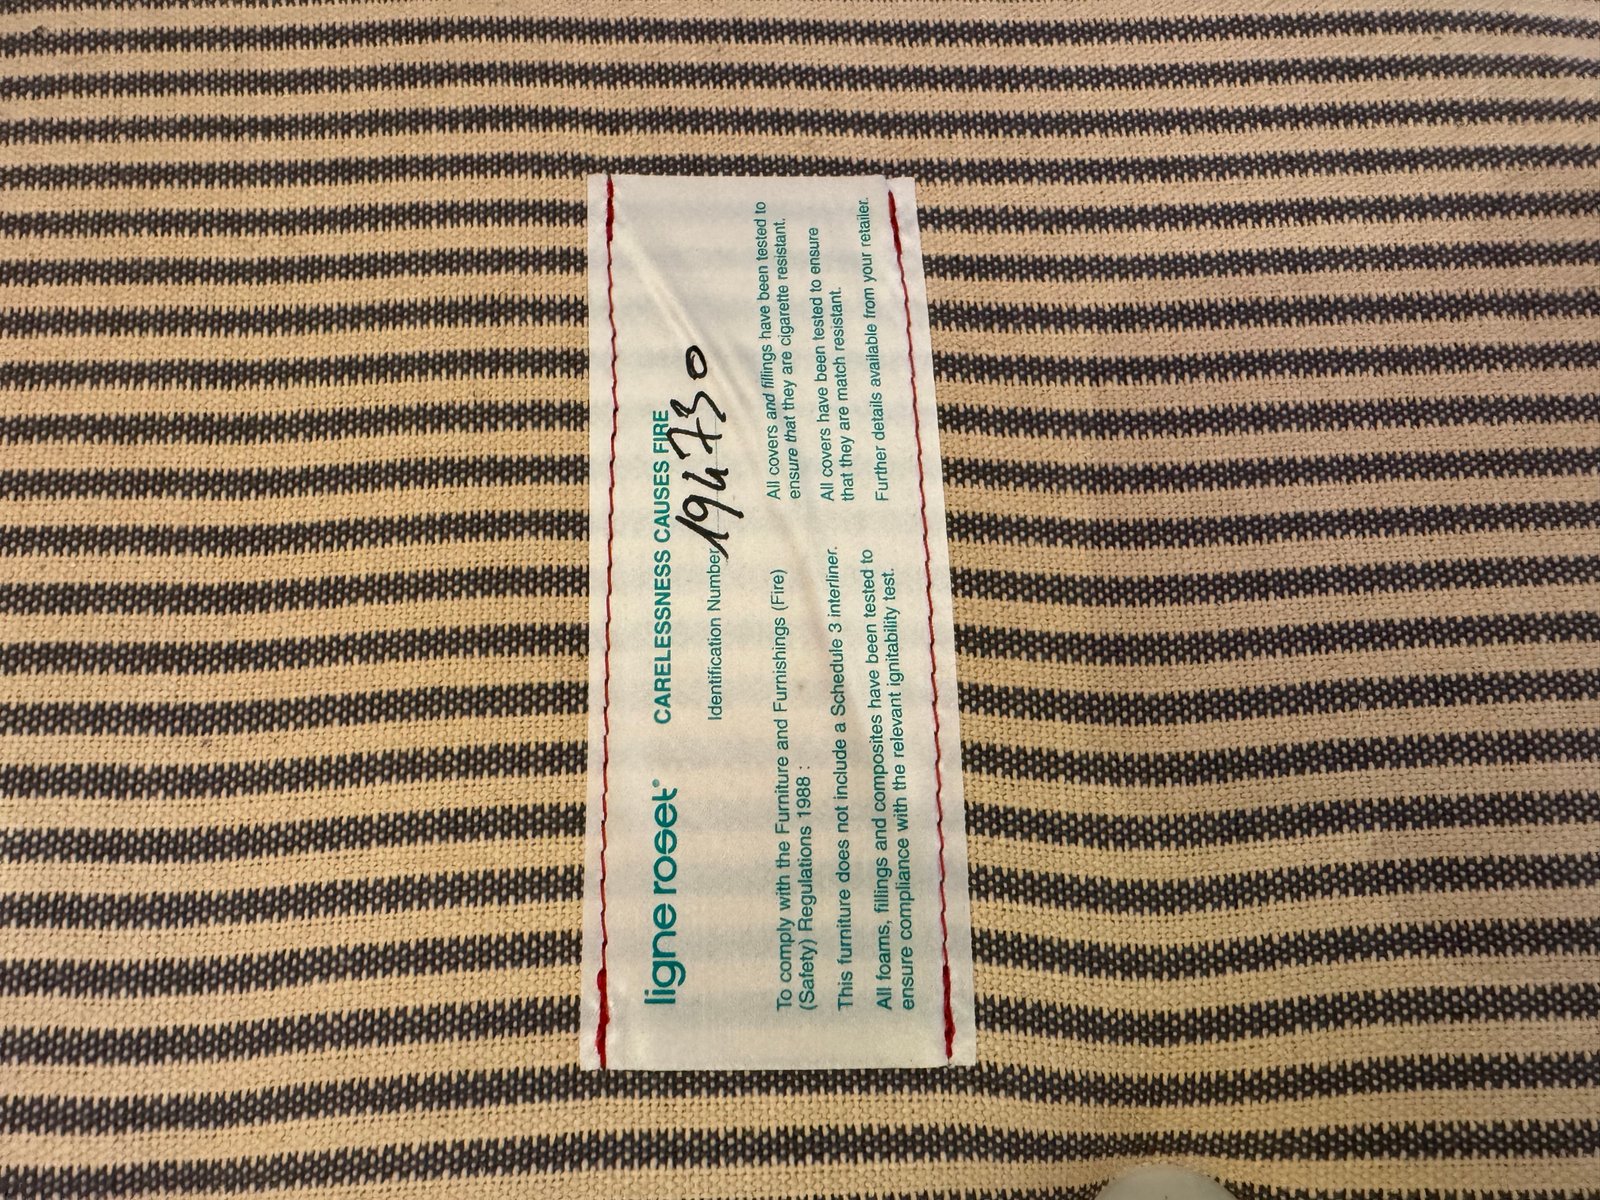 ligne roset®
CARELESSNESS CAUSES FIRE
Identification Number 194730
To comply with the Furniture and Furnishings (Fire)
(Safety) Regulations 1988 :
This furniture does not include a Schedule 3 interliner.
All foams, fillings and composites have been tested to
ensure compliance with the relevant ignitability test.
All covers and fillings have been tested to
ensure that they are cigarette resistant.
All covers have been tested to ensure
that they are match resistant.
Further details available from your retailer.